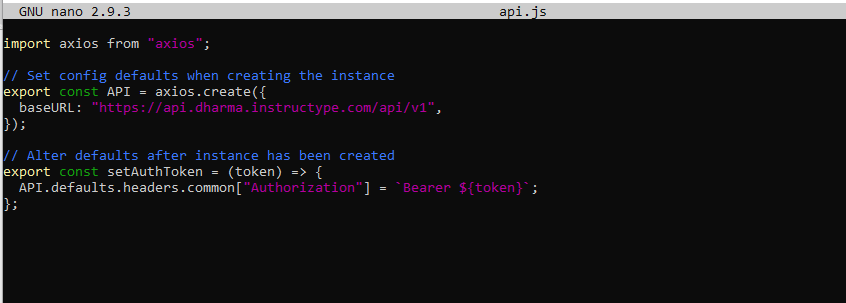 GNU nano 2.9.3 api.js
import axios from "axios";
// Set config defaults when creating the instance
export const API = axios.create({
  baseURL: "https://api.dharma.instructype.com/api/v1",
});
// Alter defaults after instance has been created
export const setAuthToken = (token) => {
  API.defaults.headers.common["Authorization"] = `Bearer ${token}`;
};